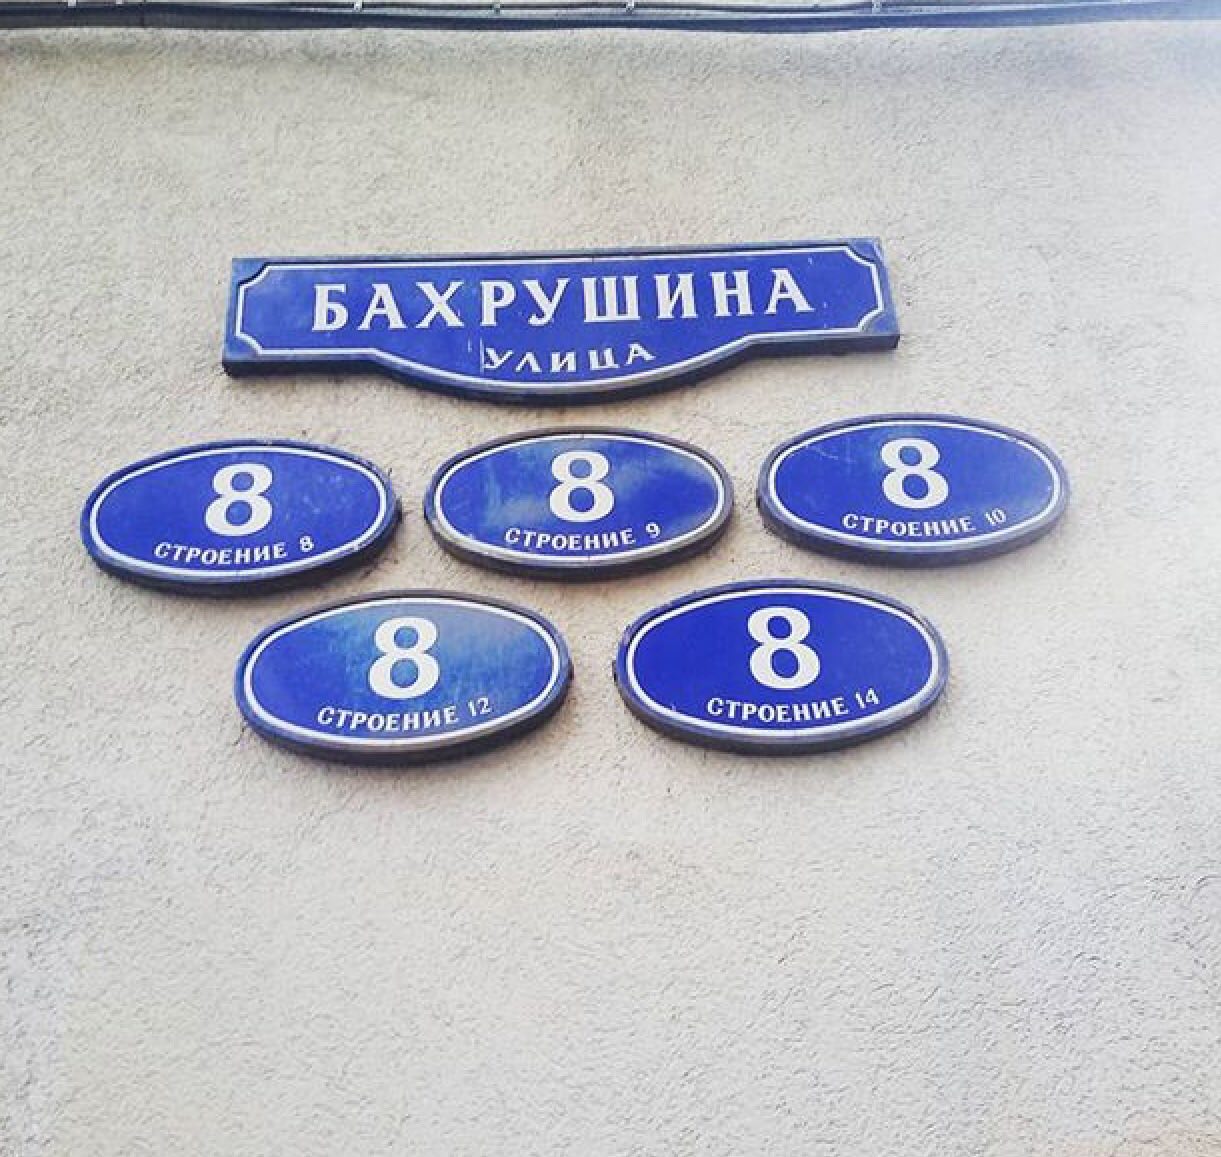 БАХРУШИНА
УЛИЦА
8
СТРОЕНИЕ 8
8
СТРОЕНИЕ 9
8
СТРОЕНИЕ 10
8
СТРОЕНИЕ 12
8
СТРОЕНИЕ 14